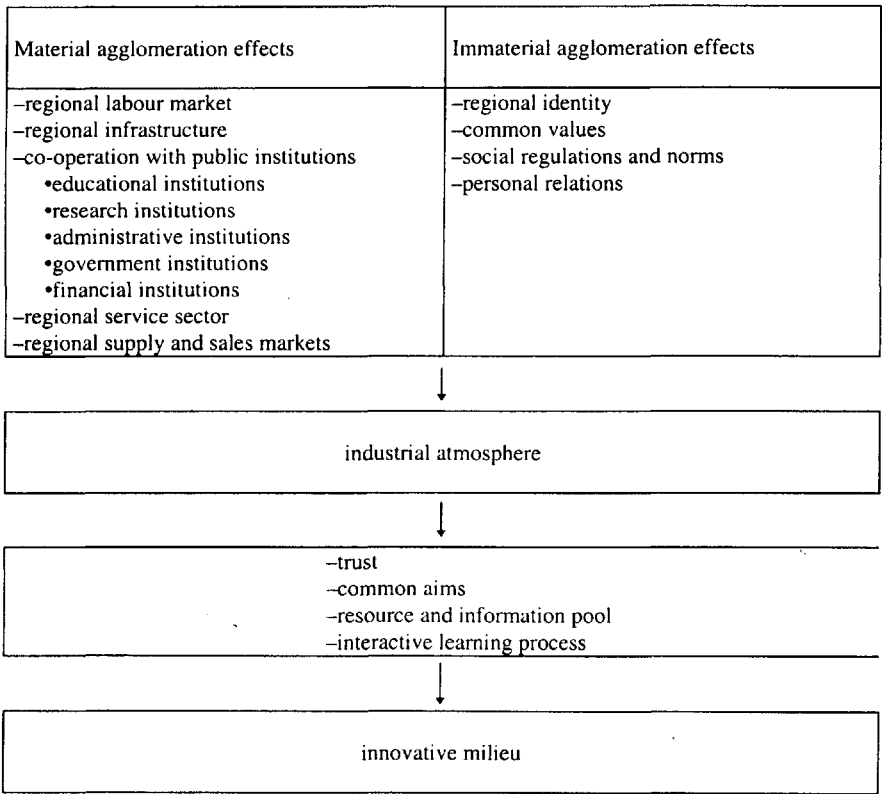 Material agglomeration effects
–regional labour market
–regional infrastructure
–co-operation with public institutions
•educational institutions
•research institutions
•administrative institutions
•government institutions
•financial institutions
–regional service sector
–regional supply and sales markets
Immaterial agglomeration effects
–regional identity
–common values
–social regulations and norms
–personal relations
industrial atmosphere
–trust
–common aims
–resource and information pool
–interactive learning process
innovative milieu